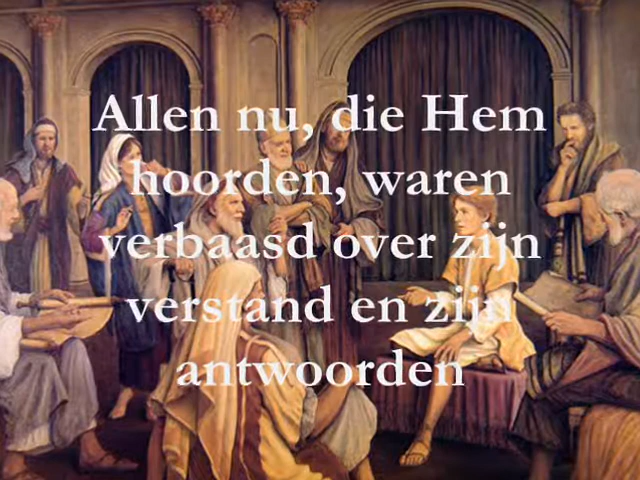 Allen nu, die Hem
hoorden, waren
verbaasd over zijn
verstand en zijn
antwoorden